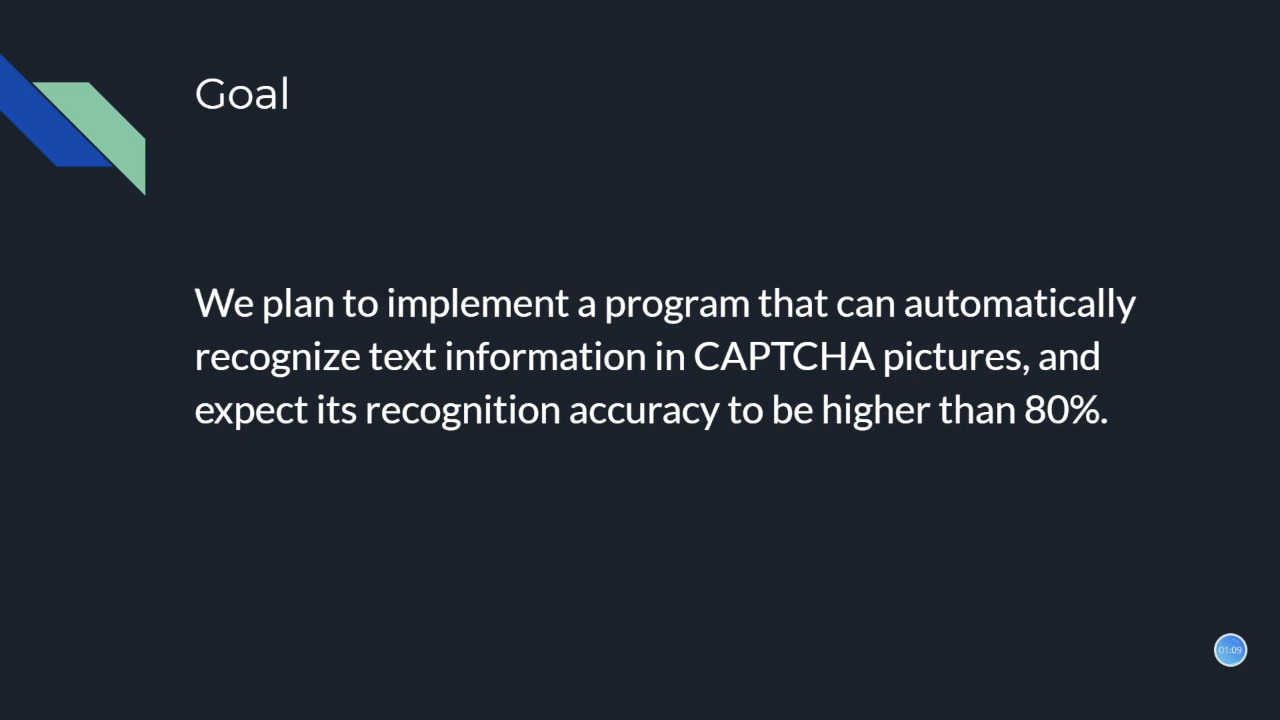 Goal
We plan to implement a program that can automatically
recognize text information in CAPTCHA pictures, and
expect its recognition accuracy to be higher than 80%.
01:09